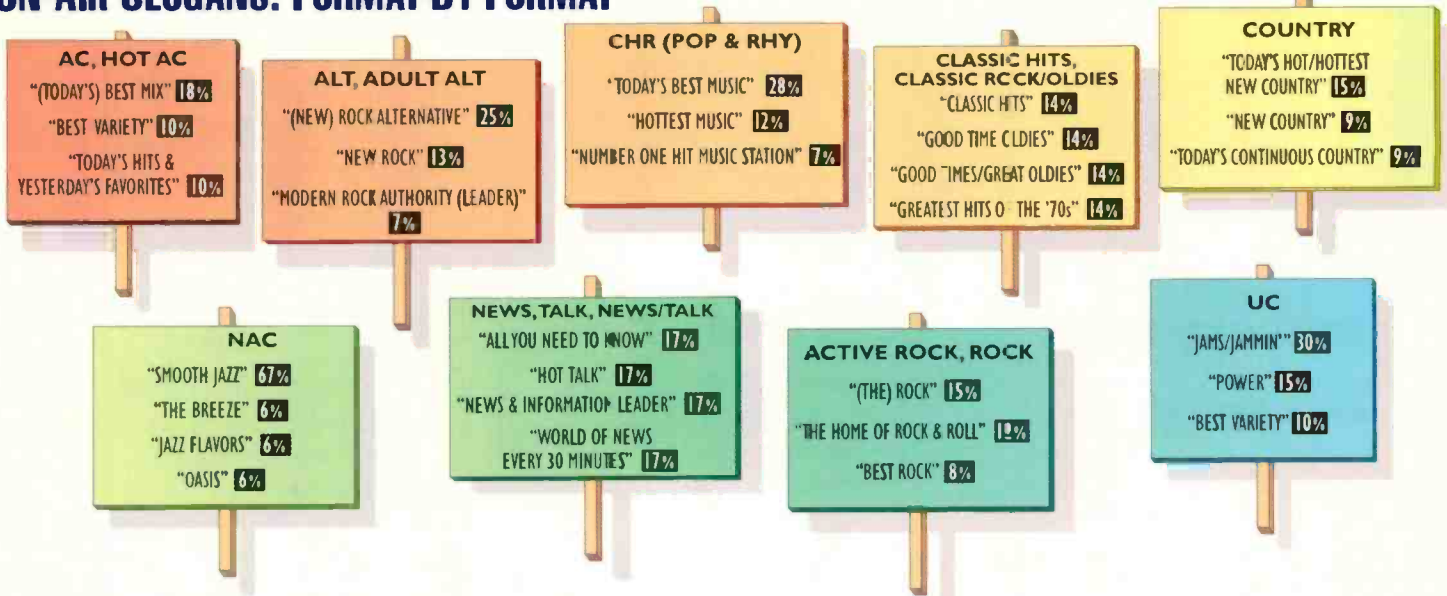 ON-AIR SLOGANS: FORMAT BY FORMAT
AC, HOT AC
"(TODAY'S) BEST MIX" 18%
"BEST VARIETY" 10%
"TODAY'S HITS &
YESTERDAY'S FAVORITES" 10%
ALT, ADULT ALT
"(NEW) ROCK ALTERNATIVE" 25%
"NEW ROCK" 13%
"MODERN ROCK AUTHORITY (LEADER)"
7%
CHR (POP & RHY)
"TODAY'S BEST MUSIC" 28%
"HOTTEST MUSIC" 12%
"NUMBER ONE HIT MUSIC STATION" 7%
CLASSIC HITS,
CLASSIC ROCK/OLDIES
"CLASSIC HITS" 14%
"GOOD TIME OLDIES" 14%
"GOOD TIMES/GREAT OLDIES" 14%
"GREATEST HITS OF THE '70s" 14%
COUNTRY
"TODAY'S HOT/HOTTEST
NEW COUNTRY" 15%
"NEW COUNTRY" 9%
"TODAY'S CONTINUOUS COUNTRY" 9%
NAC
"SMOOTH JAZZ" 67%
"THE BREEZE" 6%
"JAZZ FLAVORS" 6%
"OASIS" 6%
NEWS, TALK, NEWS/TALK
"ALL YOU NEED TO KNOW" 17%
"HOT TALK" 17%
"NEWS & INFORMATION LEADER" 17%
"WORLD OF NEWS
EVERY 30 MINUTES" 17%
ACTIVE ROCK, ROCK
"(THE) ROCK" 15%
"THE HOME OF ROCK & ROLL"
"BEST ROCK" 8%
UC
"JAMS/JAMMIN'" 30%
"POWER" 15%
"BEST VARIETY" 10%